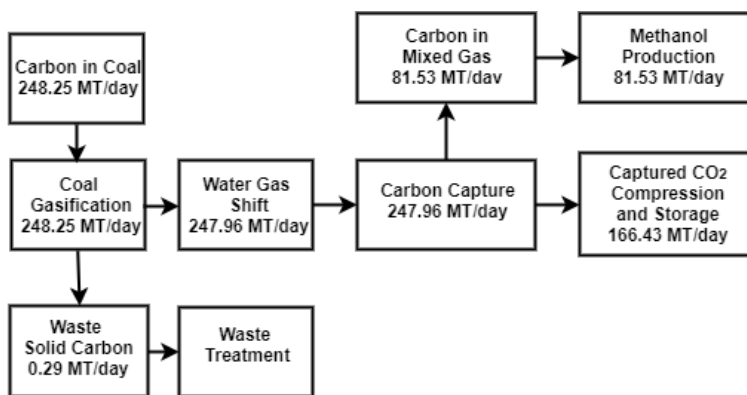 Carbon in Coal
248.25 MT/day
Carbon in
Mixed Gas
81.53 MT/dav
Methanol
Production
81.53 MT/day
Coal
Gasification
248.25 MT/day
Water Gas
Shift
247.96 MT/day
Carbon Capture
247.96 MT/day
Captured CO₂
Compression
and Storage
166.43 MT/day
Waste
Solid Carbon
0.29 MT/day
Waste
Treatment